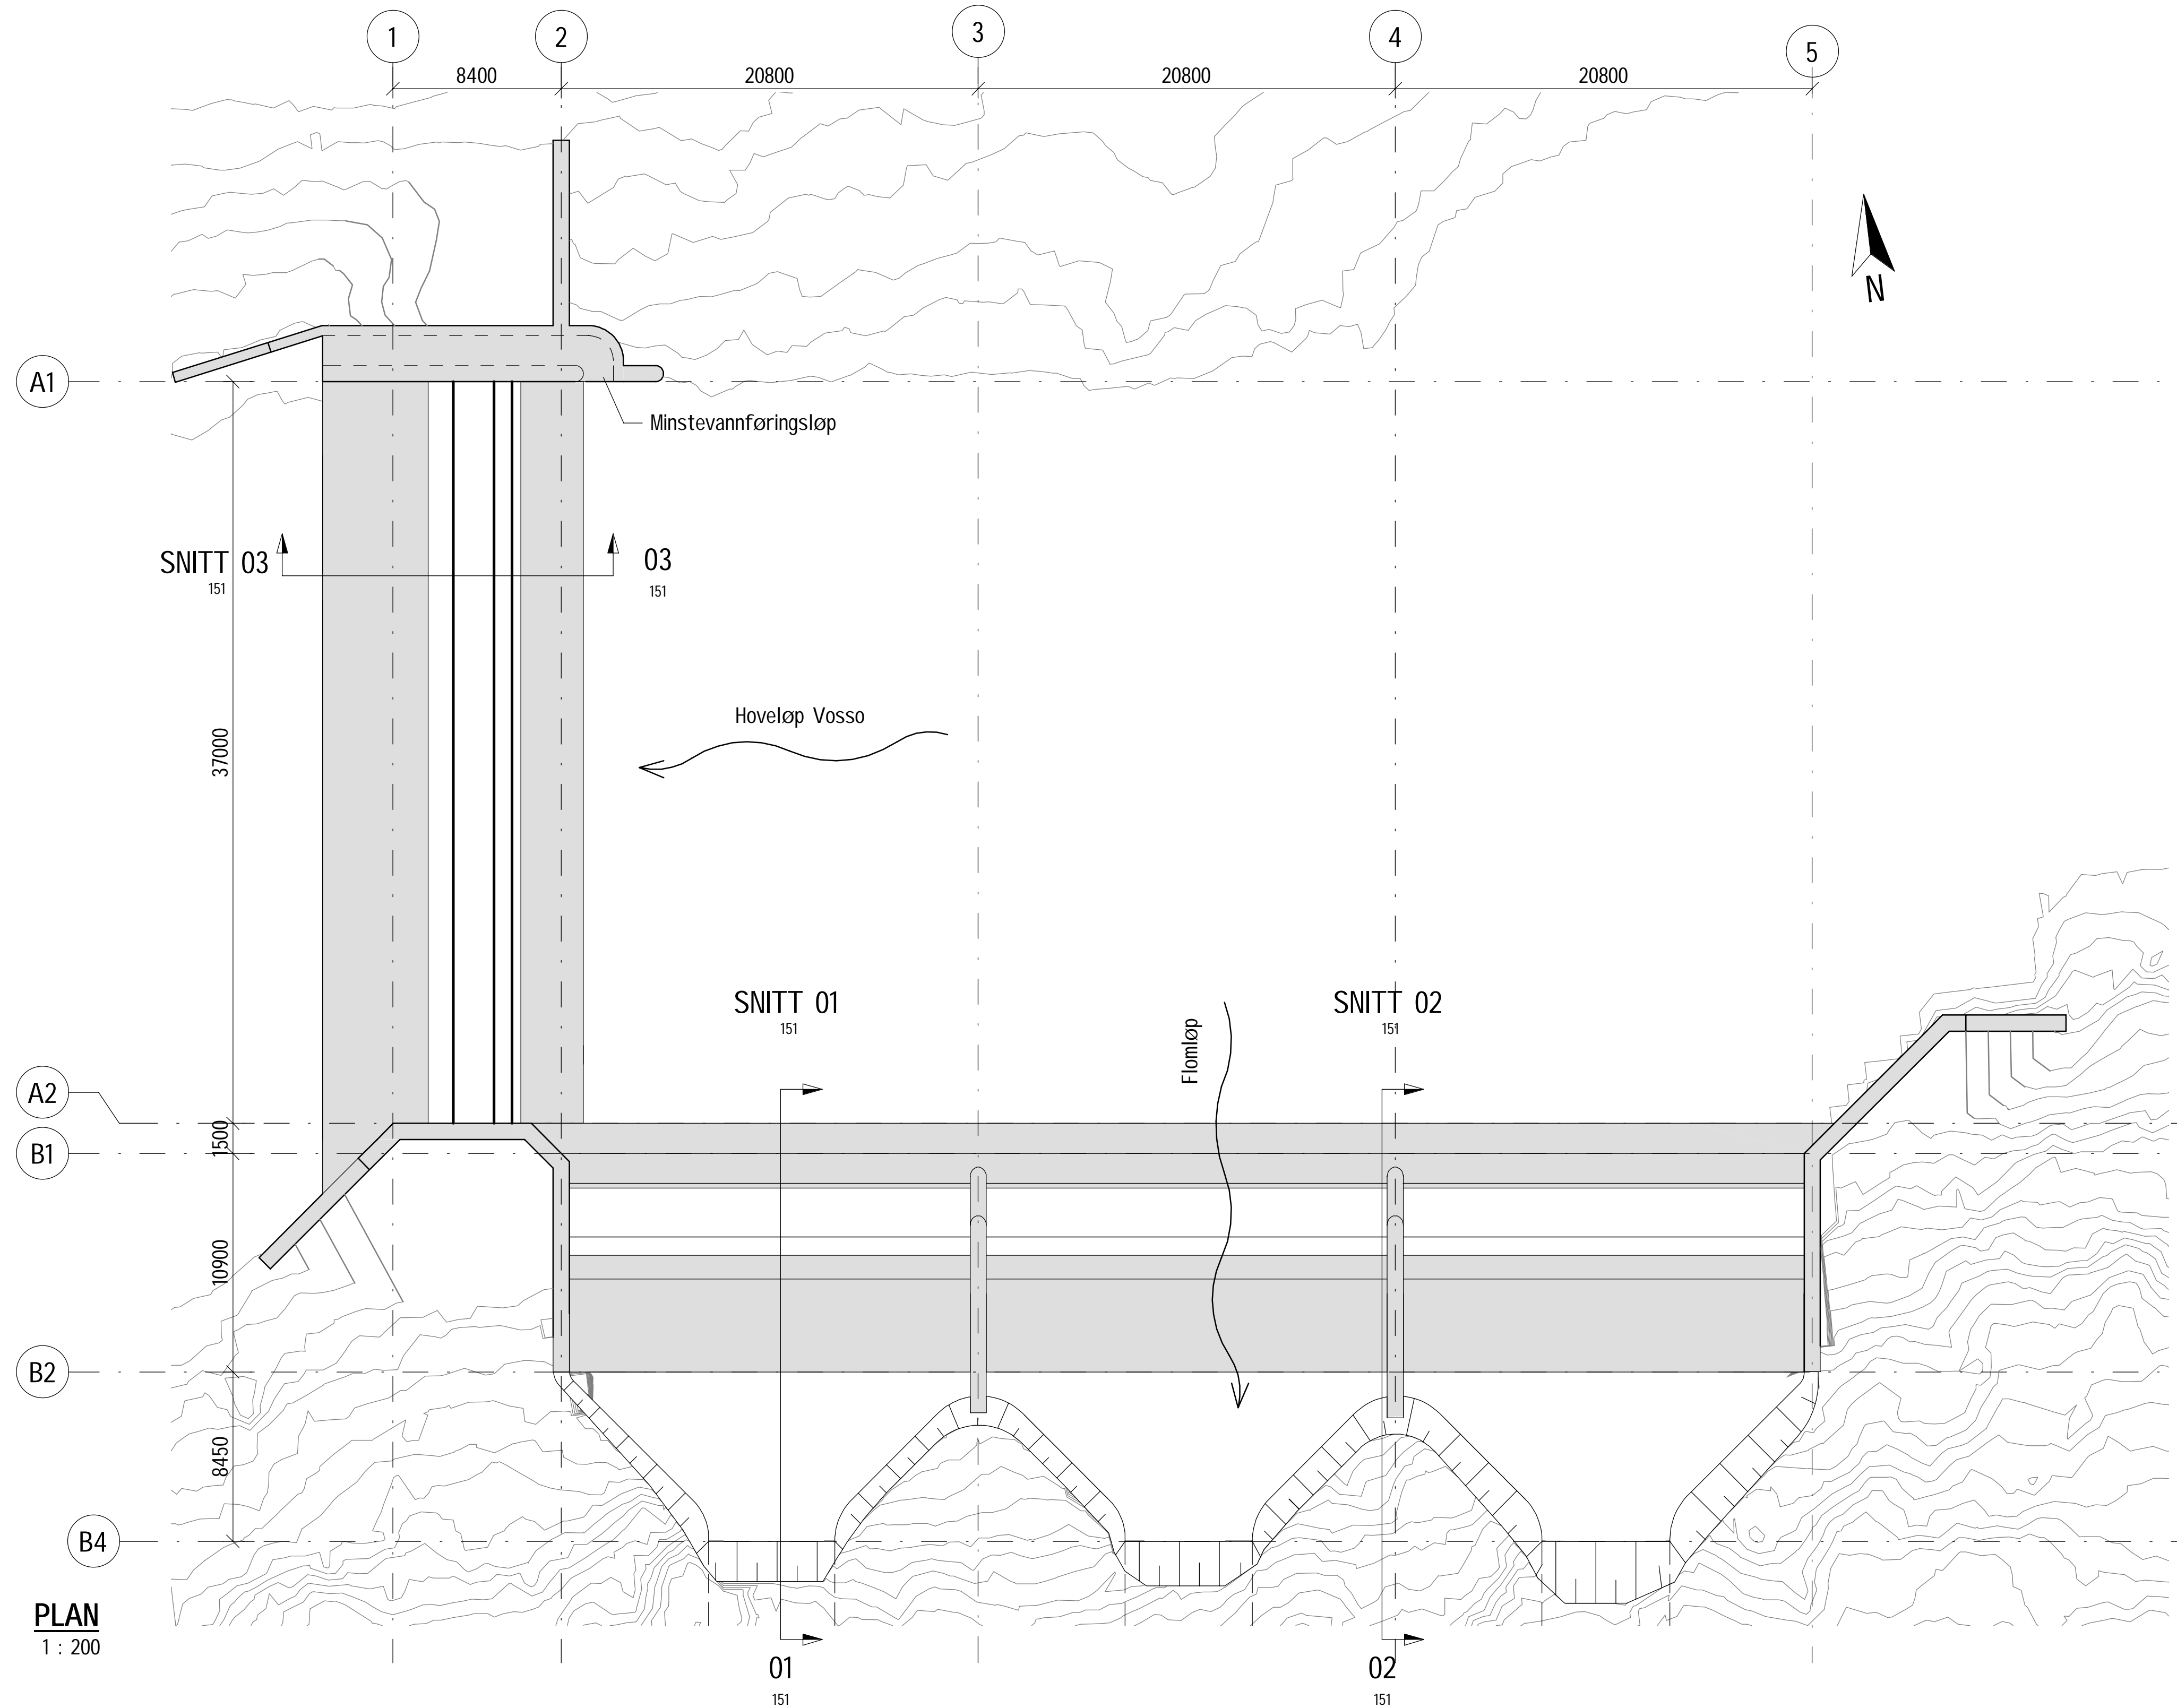 1
2
3
4
5
8400
20800
20800
20800
N
A1
Minstevannføringsløp
SNITT 03
151
03
151
37000
Hoveløp Vosso
SNITT 01
151
Flomløp
SNITT 02
151
A2
1500
B1
10900
B2
8450
B4
PLAN
1 : 200
01
151
02
151